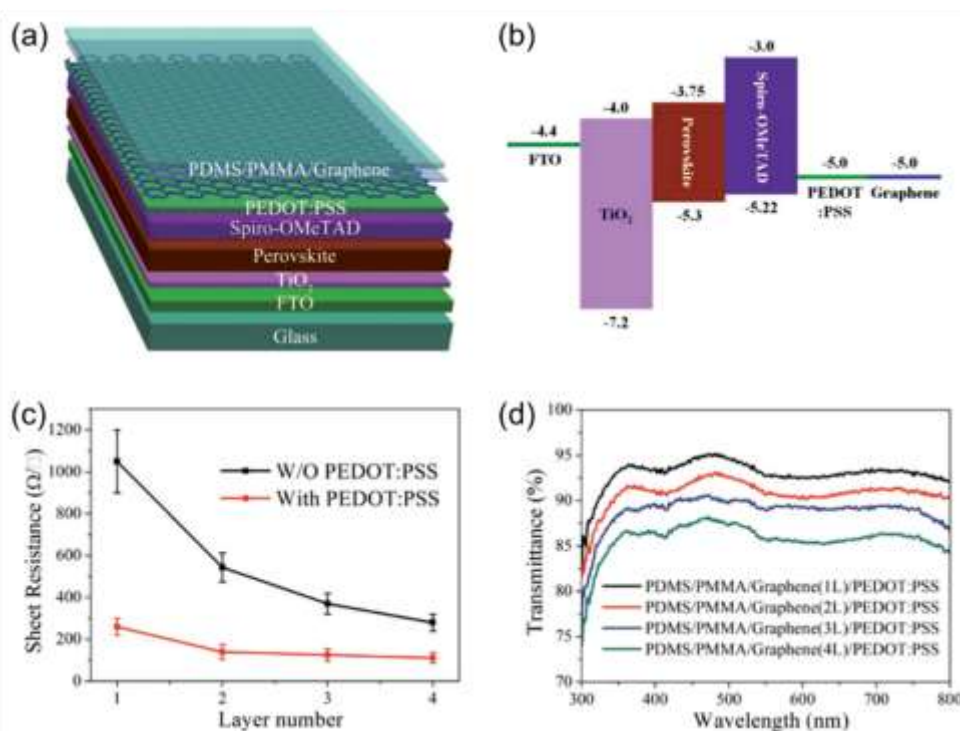 (a)
PDMS/PMMA/Graphene
PEDOT:PSS
Spiro-OMeTAD
Perovskite
TiO2
FTO
Glass
(b)
-3.0
-3.75
-4.0
-4.4
FTO
TiO2
Perovskite
Spiro-OMeTAD
-5.0
-5.0
PEDOT
:PSS
Graphene
-5.22
-5.3
-7.2
(c)
Sheet Resistance (Ω/□)
1200
1000
800
600
400
200
0
W/O PEDOT:PSS
With PEDOT:PSS
1 2 3 4
Layer number
(d)
Transmittance (%)
100
95
90
85
80
75
70
PDMS/PMMA/Graphene(1L)/PEDOT:PSS
PDMS/PMMA/Graphene(2L)/PEDOT:PSS
PDMS/PMMA/Graphene(3L)/PEDOT:PSS
PDMS/PMMA/Graphene(4L)/PEDOT:PSS
300 400 500 600 700 800
Wavelength (nm)